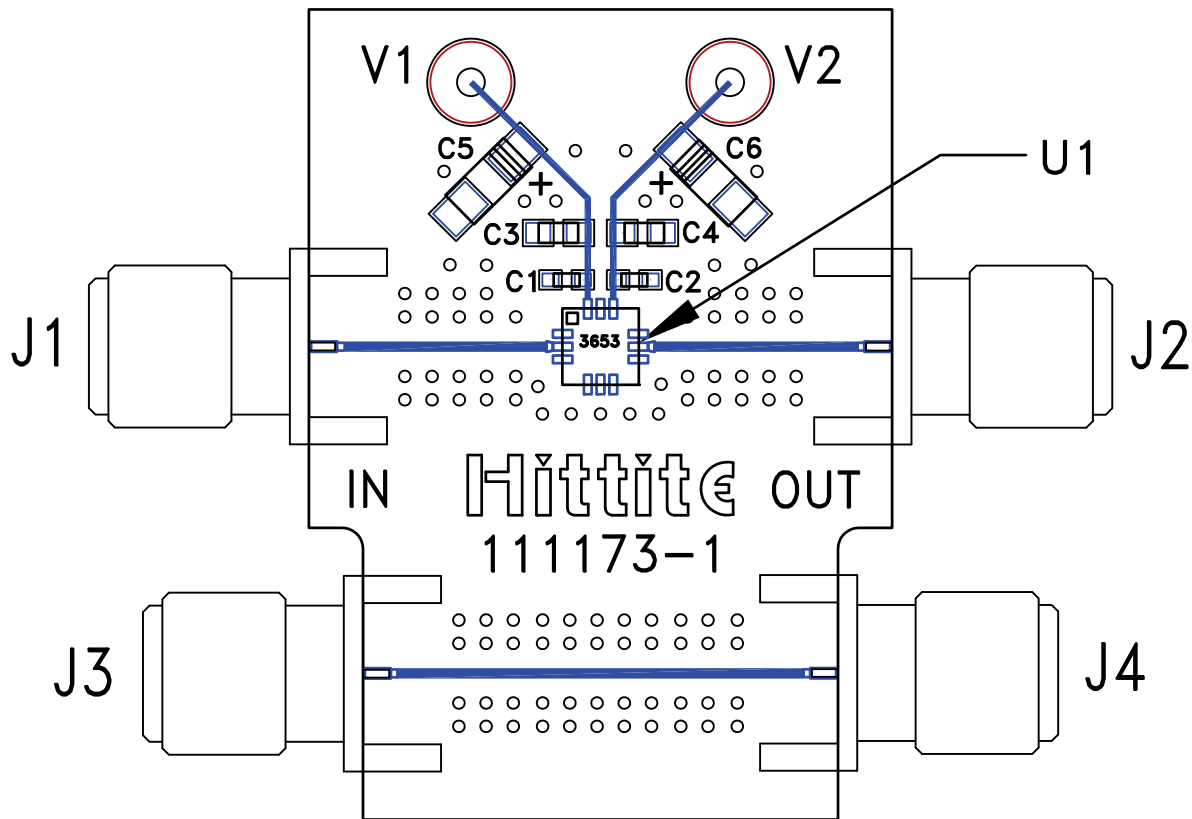 V1
V2
C5
C6
U1
+
+
C3
C4
C1
C2
J1
3653
J2
IN
Hittite
OUT
111173-1
J3
J4